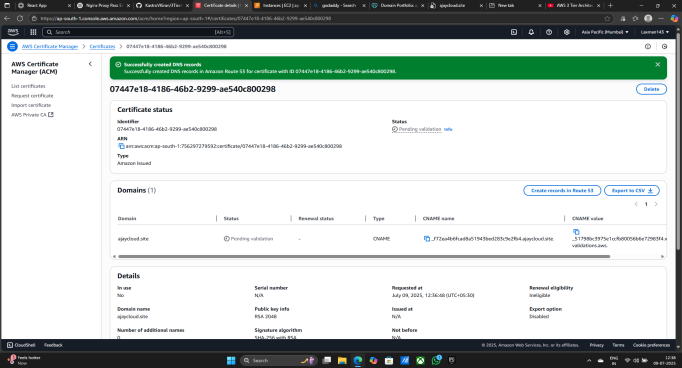 React App
Nginx Proxy Rev
KastroVKiran/3Tier
Certificate details |
Instances | EC2 | ap
godaddy - Search
Domain Portfolio
ajaycloud.site
New tab
AWS 3 Tier Archite
https://ap-south-1.console.aws.amazon.com/acm/home?region=ap-south-1#/certificates/07447e18-4186-46b2-9299-ae540c800298
aws
Search
[Alt+S]
Asia Pacific (Mumbai)
Laxman143
AWS Certificate Manager
Certificates
07447e18-4186-46b2-9299-ae540c800298
AWS Certificate Manager (ACM)
List certificates
Request certificate
Import certificate
AWS Private CA
Successfully created DNS records
Successfully created DNS records in Amazon Route 53 for certificate with ID 07447e18-4186-46b2-9299-ae540c800298.
07447e18-4186-46b2-9299-ae540c800298
Delete
Certificate status
Identifier
07447e18-4186-46b2-9299-ae540c800298
Status
Pending validation Info
ARN
arn:aws:acm:ap-south-1:756297279592:certificate/07447e18-4186-46b2-9299-ae540c800298
Type
Amazon Issued
Domains (1)
Create records in Route 53
Export to CSV
1
Domain
Status
Renewal status
Type
CNAME name
CNAME value
ajaycloud.site
Pending validation
-
CNAME
_f72ea4b6fcad8a51943bed283c9e2fb4.ajaycloud.site.
_51798bc3975e1ccfb80056b6e72983f4.x
validations.aws.
Details
In use
No
Serial number
N/A
Requested at
July 09, 2025, 12:36:48 (UTC+05:30)
Renewal eligibility
Ineligible
Domain name
ajaycloud.site
Public key info
RSA 2048
Issued at
N/A
Export option
Disabled
Number of additional names
0
Signature algorithm
SHA-256 with RSA
Not before
N/A
CloudShell
Feedback
© 2025, Amazon Web Services, Inc. or its affiliates.
Privacy
Terms
Cookie preferences
Feels hotter
Now
Search
ENG
IN
12:38
09-07-2025